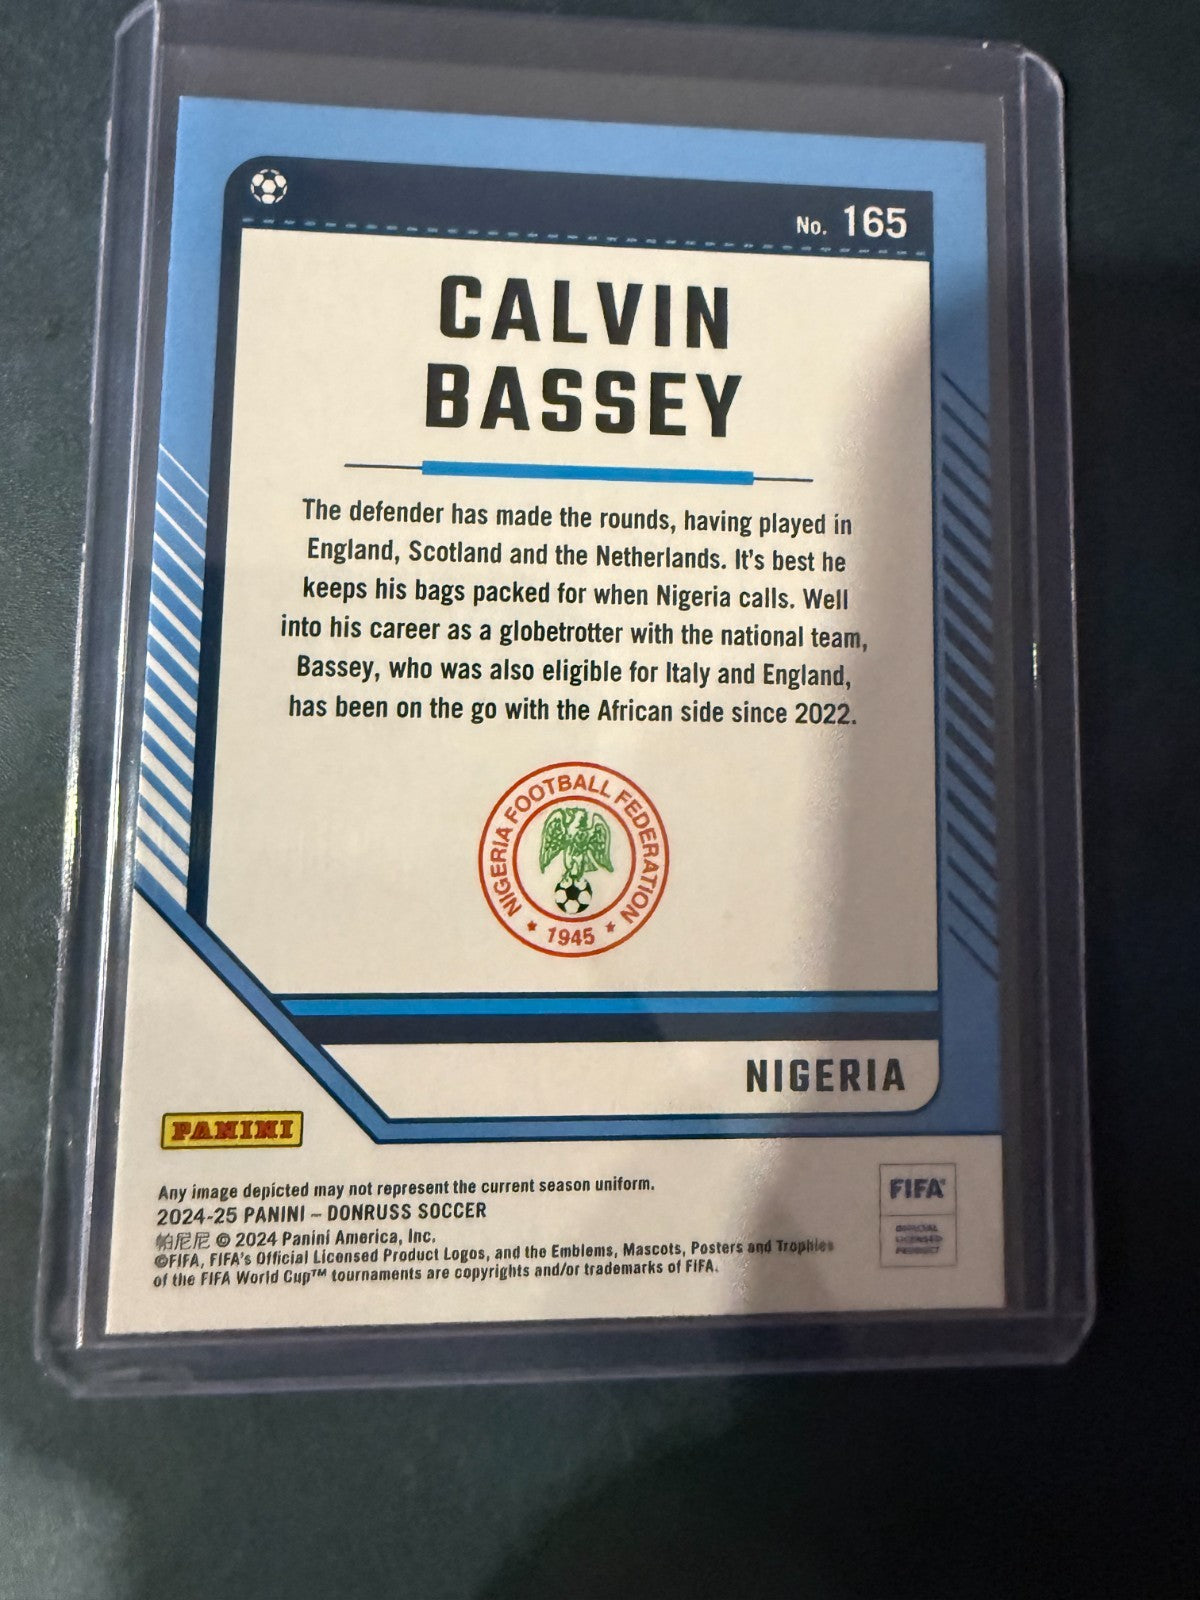 No. 165
CALVIN
BASSEY
The defender has made the rounds, having played in
England, Scotland and the Netherlands. It's best he
keeps his bags packed for when Nigeria calls. Well
into his career as a globetrotter with the national team,
Bassey, who was also eligible for Italy and England,
has been on the go with the African side since 2022.
NIGERIA FOOTBALL FEDERATION
1945
NIGERIA
PANINI
Any image depicted may not represent the current season uniform.
2024-25 PANINI – DONRUSS SOCCER
帕尼尼 © 2024 Panini America, Inc.
©FIFA, FIFA's Official Licensed Product Logos, and the Emblems, Mascots, Posters and Trophies
of the FIFA World Cup™ tournaments are copyrights and/or trademarks of FIFA.
FIFA
OFFICIAL
LICENSED
PRODUCT